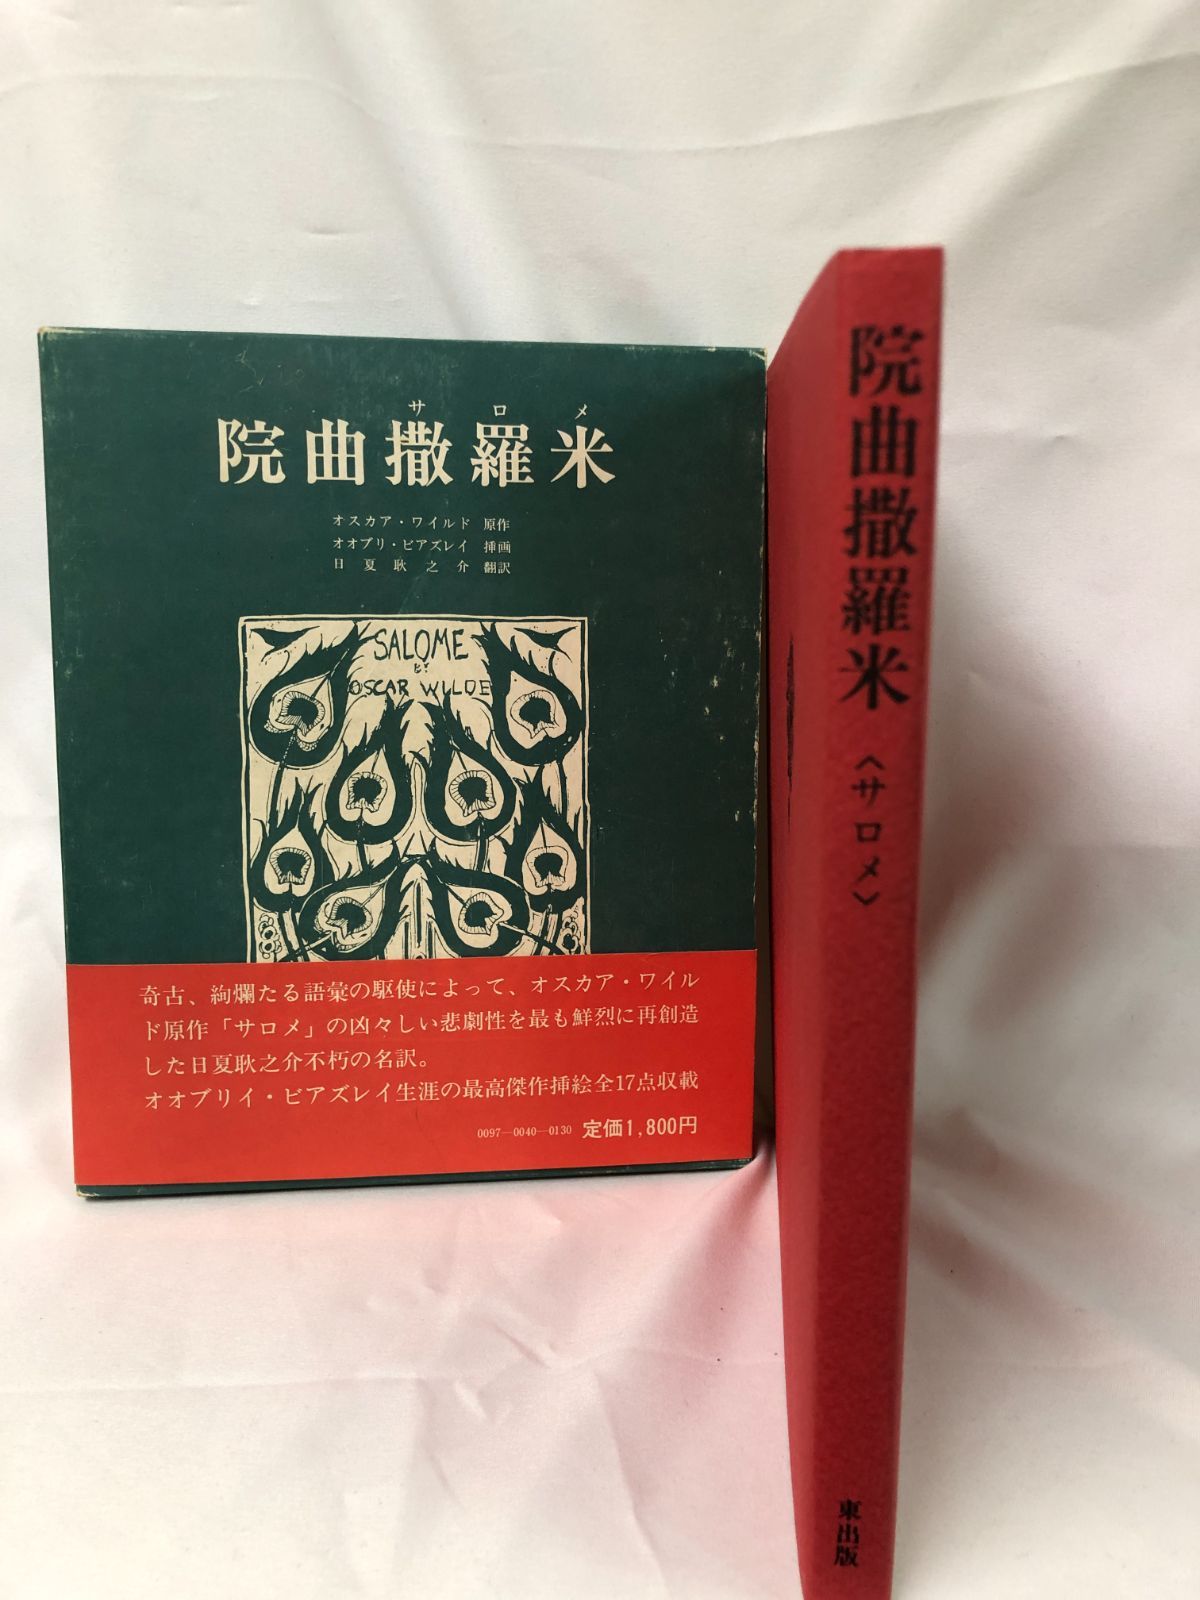 サロメ
院曲撒羅米
オスカア・ワイルド 原作
オオブリ・ビアズレイ 挿画
日夏耿之介 翻訳
SALOME
BY
OSCAR WILDE
奇古、絢爛たる語彙の駆使によって、オスカア・ワイル
ド原作「サロメ」の凶々しい悲劇性を最も鮮烈に再創造
した日夏耿之介不朽の名訳。
オオブリイ・ビアズレイ生涯の最高傑作挿絵全17点収載
0097―0040―0130 定価1,800円
院曲撒羅米〈サロメ〉
東出版